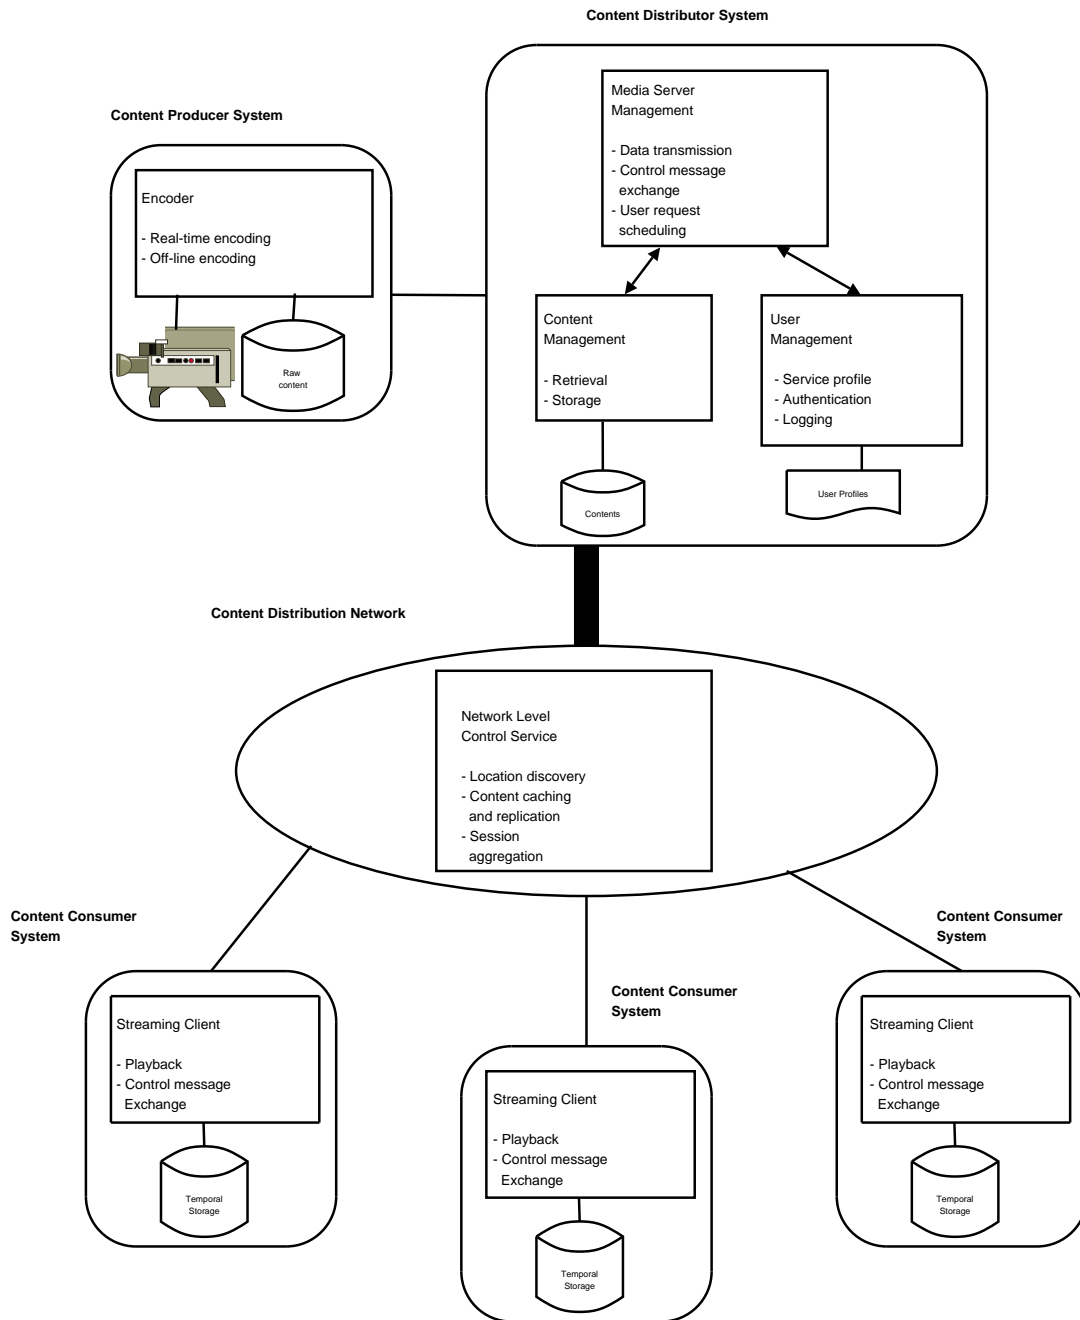 Content Distributor System
Media Server
Management
- Data transmission
- Control message
exchange
- User request
scheduling
Content Producer System
Encoder
- Real-time encoding
- Off-line encoding
Raw
content
Content
Management
- Retrieval
- Storage
User
Management
- Service profile
- Authentication
- Logging
Contents
User Profiles
Content Distribution Network
Network Level
Control Service
- Location discovery
- Content caching
and replication
- Session
aggregation
Content Consumer
System
Streaming Client
- Playback
- Control message
Exchange
Temporal
Storage
Content Consumer
System
Streaming Client
- Playback
- Control message
Exchange
Temporal
Storage
Content Consumer
System
Streaming Client
- Playback
- Control message
Exchange
Temporal
Storage